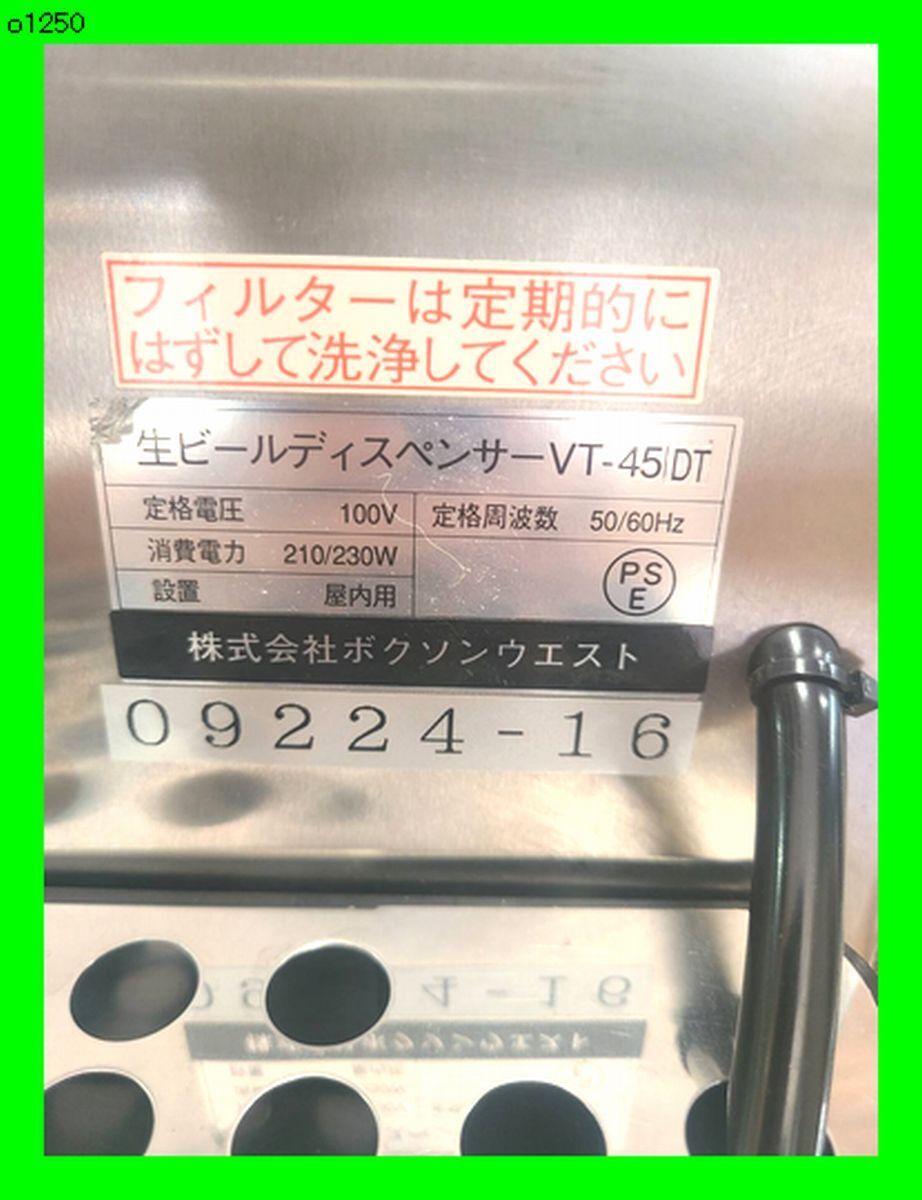 o1250
フィルターは定期的に
はずして洗浄してください
生ビールディスペンサーVT-45DT
定格電圧 100V 定格周波数 50/60Hz
消費電力 210/230W
設置 屋内用
PS
E
株式会社ボクソンウエスト
09224-16